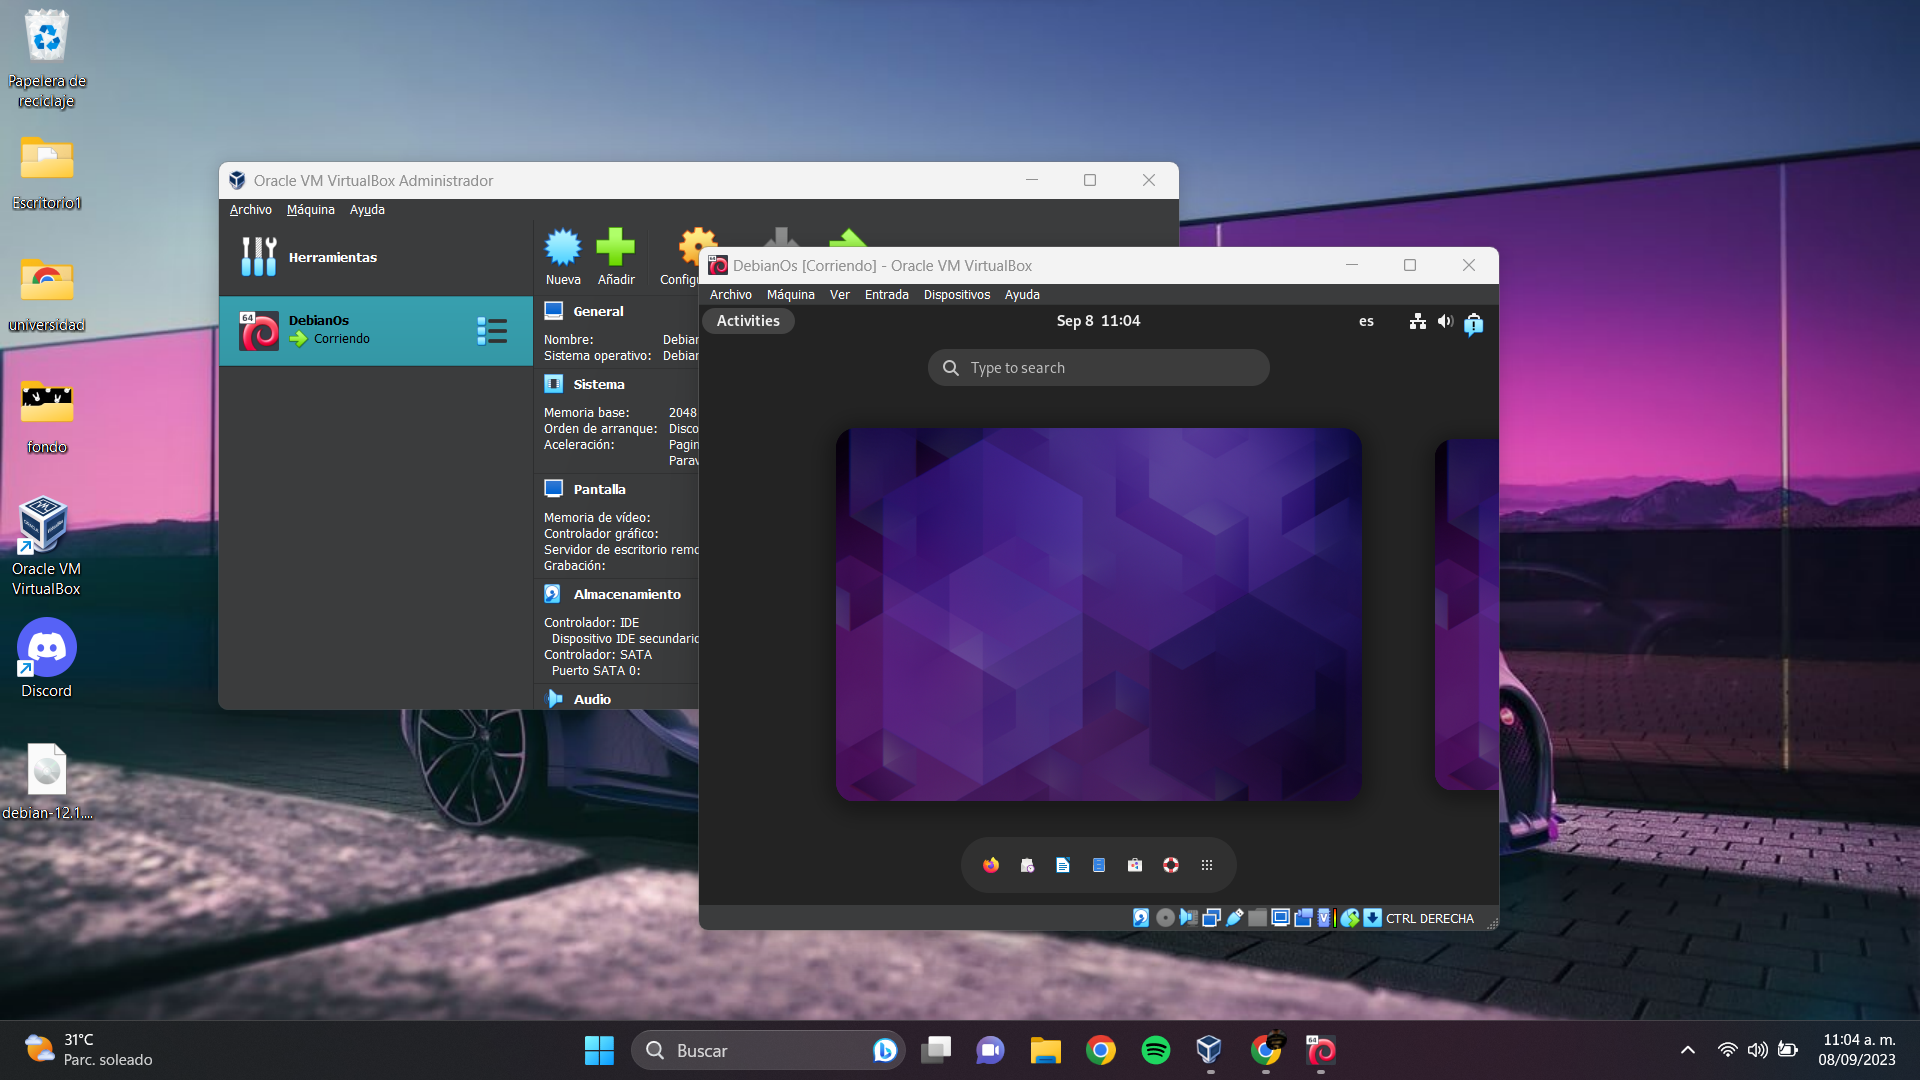 Papelera de
reciclaje
Escritorio1
universidad
fondo
Oracle VM
VirtualBox
Discord
debian-12.1....
Oracle VM VirtualBox Administrador
Archivo Máquina Ayuda
Herramientas
Nueva Añadir Config
64
DebianOs
Corriendo
General
Nombre: Debian
Sistema operativo: Debian
Sistema
Memoria base: 2048
Orden de arranque: Disco
Aceleración: Pagin
Parav
Pantalla
Memoria de vídeo:
Controlador gráfico:
Servidor de escritorio remo
Grabación:
Almacenamiento
Controlador: IDE
Dispositivo IDE secundario
Controlador: SATA
Puerto SATA 0:
Audio
DebianOs [Corriendo] - Oracle VM VirtualBox
Archivo Máquina Ver Entrada Dispositivos Ayuda
Activities Sep 8 11:04 es
Type to search
CTRL DERECHA
31°C
Parc. soleado
Buscar
64
11:04 a. m.
08/09/2023